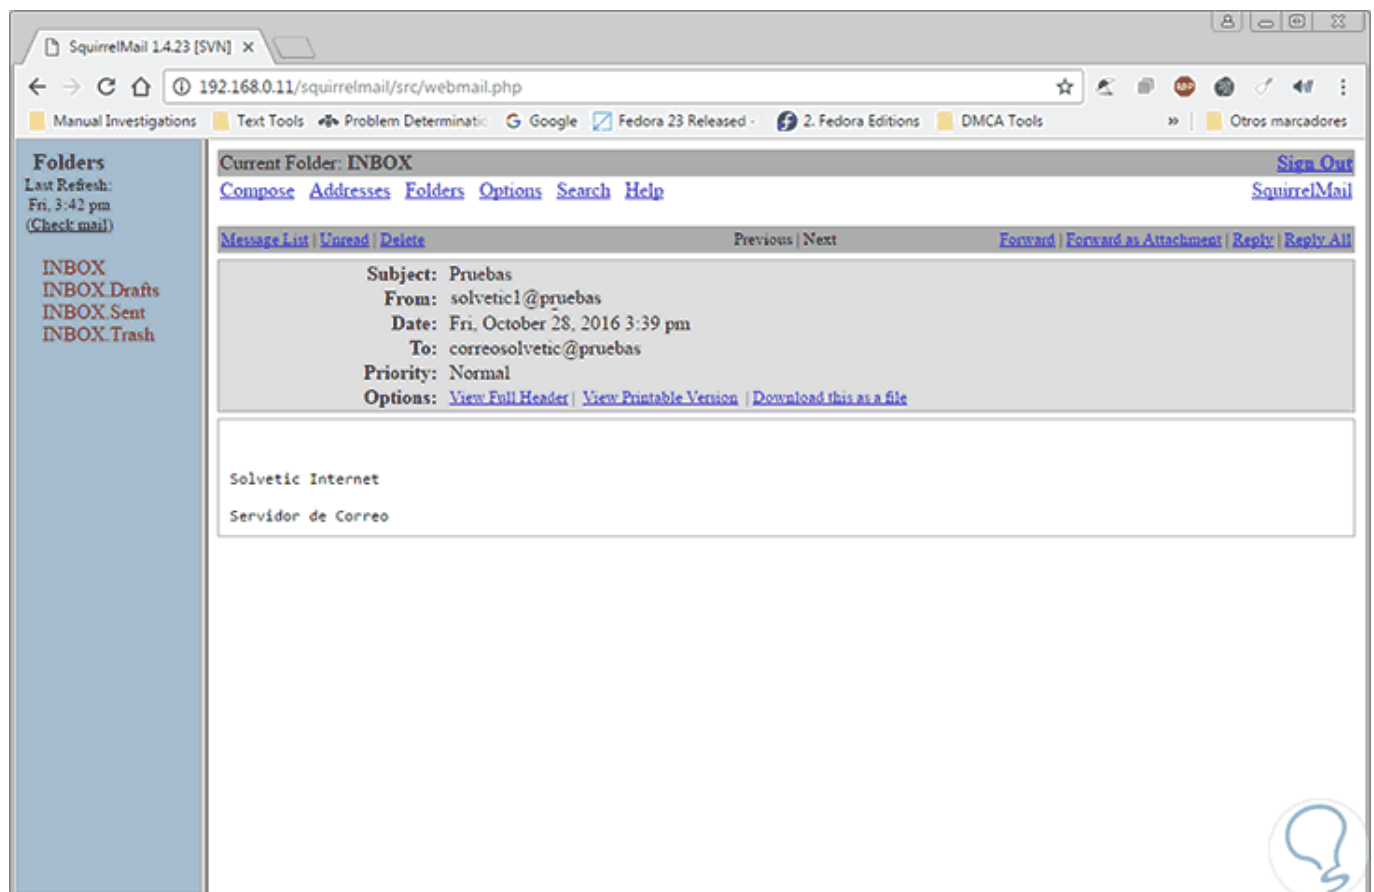 SquirrelMail 1.4.23 [SVN]
192.168.0.11/squirrelmail/src/webmail.php
Manual Investigations Text Tools Problem Determinatio Google Fedora 23 Released - 2. Fedora Editions DMCA Tools » Otros marcadores
Folders
Last Refresh:
Fri, 3:42 pm
(Check mail)
INBOX
INBOX.Drafts
INBOX.Sent
INBOX.Trash
Current Folder: INBOX Sign Out
Compose Addresses Folders Options Search Help SquirrelMail
Message List | Unread | Delete Previous | Next Forward | Forward as Attachment | Reply | Reply All
Subject: Pruebas
From: solvetic1@pruebas
Date: Fri, October 28, 2016 3:39 pm
To: correosolvetic@pruebas
Priority: Normal
Options: View Full Header | View Printable Version | Download this as a file
Solvetic Internet
Servidor de Correo